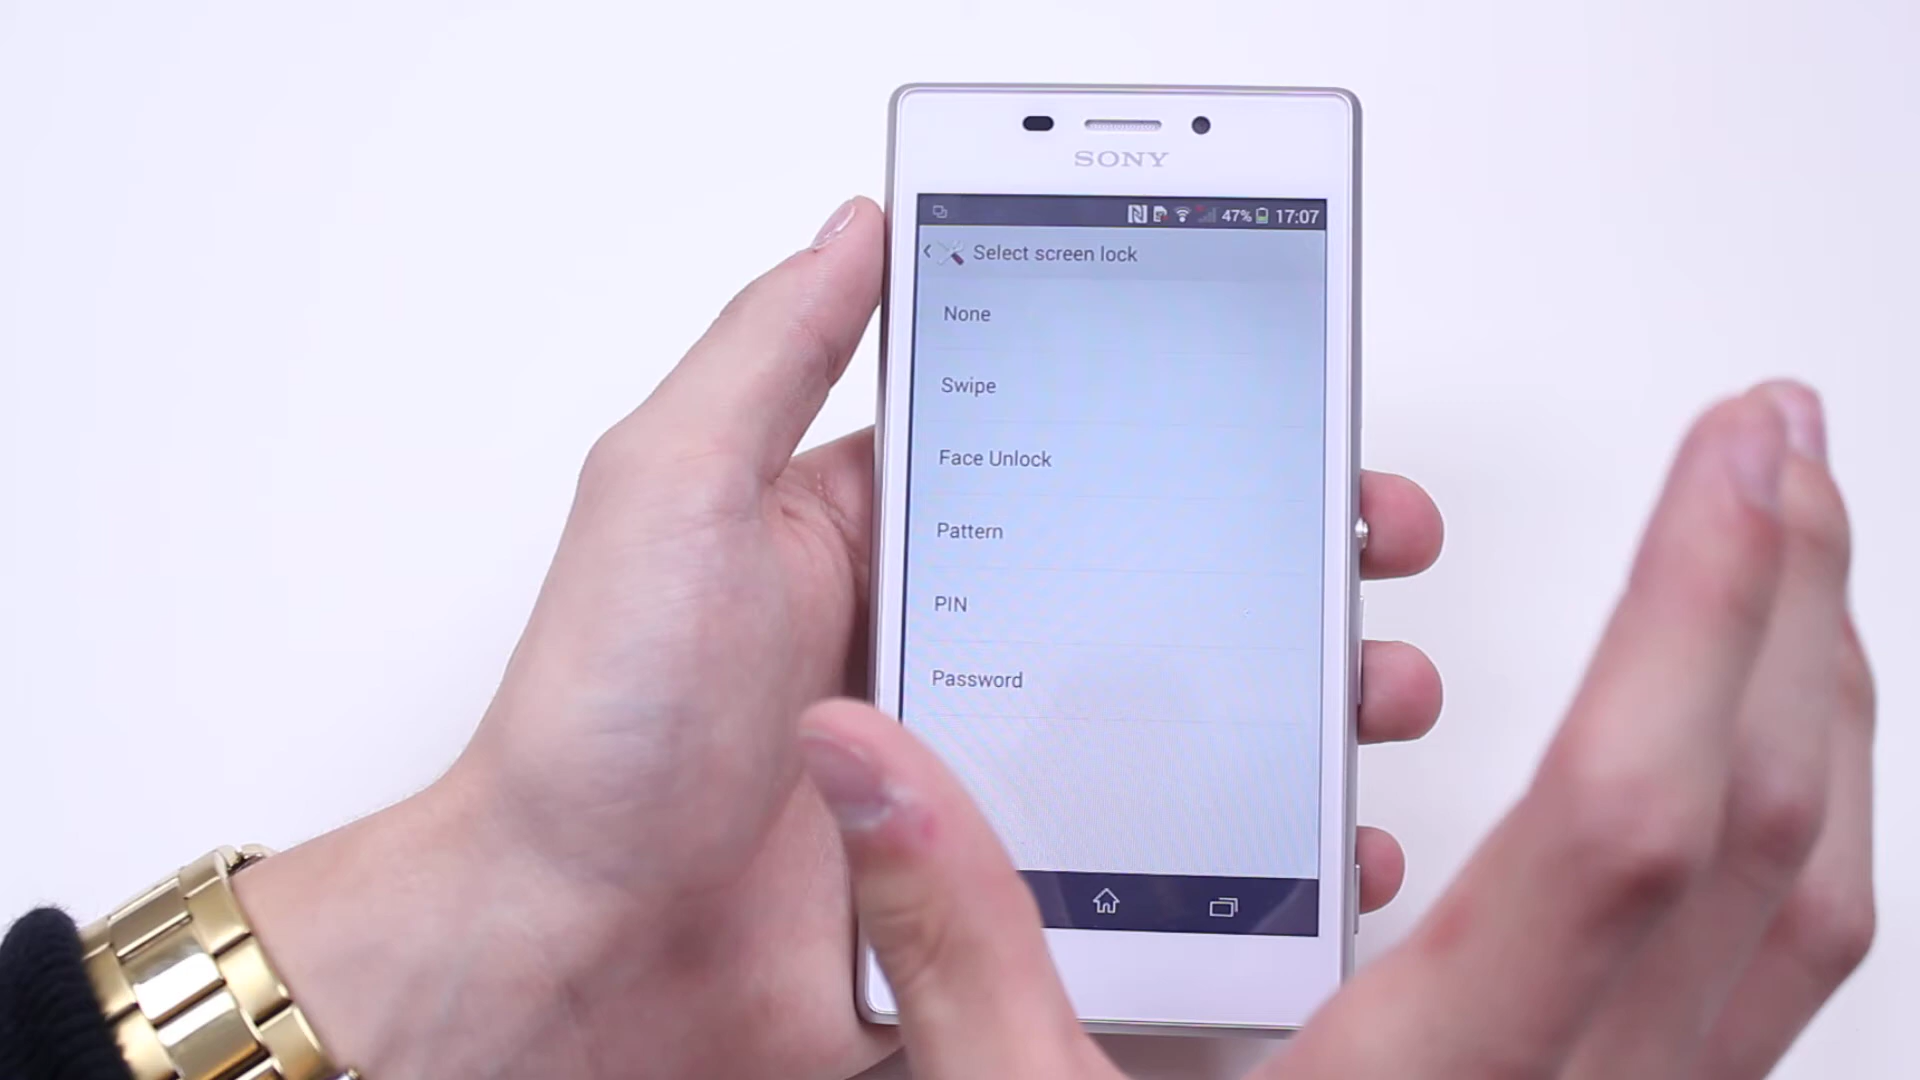 SONY
47% 17:07
Select screen lock
None
Swipe
Face Unlock
Pattern
PIN
Password